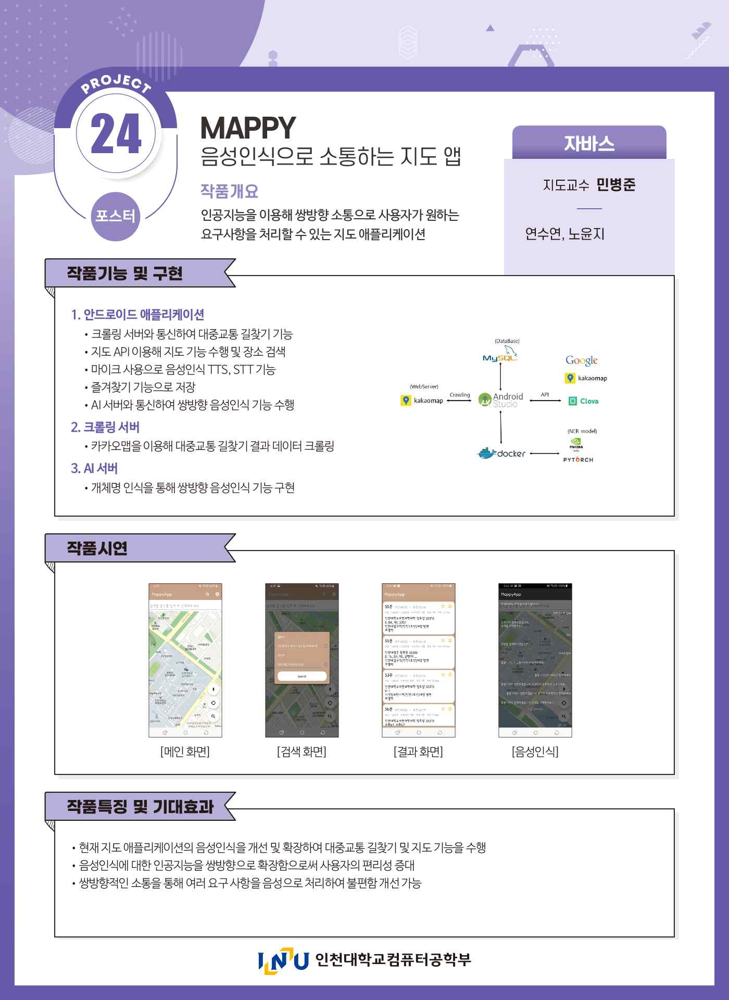 PROJECT
24
포스터
MAPPY
음성인식으로 소통하는 지도 앱
작품개요
인공지능을 이용해 쌍방향 소통으로 사용자가 원하는
요구사항을 처리할 수 있는 지도 애플리케이션
자바스
지도교수 민병준
연수연, 노윤지
작품기능 및 구현
1. 안드로이드 애플리케이션
• 크롤링 서버와 통신하여 대중교통 길찾기 기능
• 지도 API 이용해 지도 기능 수행 및 장소 검색
• 마이크 사용으로 음성인식 TTS, STT 기능
• 즐겨찾기 기능으로 저장
• AI 서버와 통신하여 쌍방향 음성인식 기능 수행
2. 크롤링 서버
• 카카오맵을 이용해 대중교통 길찾기 결과 데이터 크롤링
3. AI 서버
• 개체명 인식을 통해 쌍방향 음성인식 기능 구현
(DataBase)
MySQL
Google
kakaomap
(WebServer)
kakaomap
Crawling
Android
Studio
API
Clova
(NER model)
NVIDIA
docker
PYTORCH
작품시연
MappyApp
MappyApp
MappyApp
Search
55분
55분
53분
56분
[메인 화면]
[검색 화면]
[결과 화면]
[음성인식]
작품특징 및 기대효과
• 현재 지도 애플리케이션의 음성인식을 개선 및 확장하여 대중교통 길찾기 및 지도 기능을 수행
• 음성인식에 대한 인공지능을 쌍방향으로 확장함으로써 사용자의 편리성 증대
• 쌍방향적인 소통을 통해 여러 요구 사항을 음성으로 처리하여 불편함 개선 가능
INU 인천대학교컴퓨터공학부